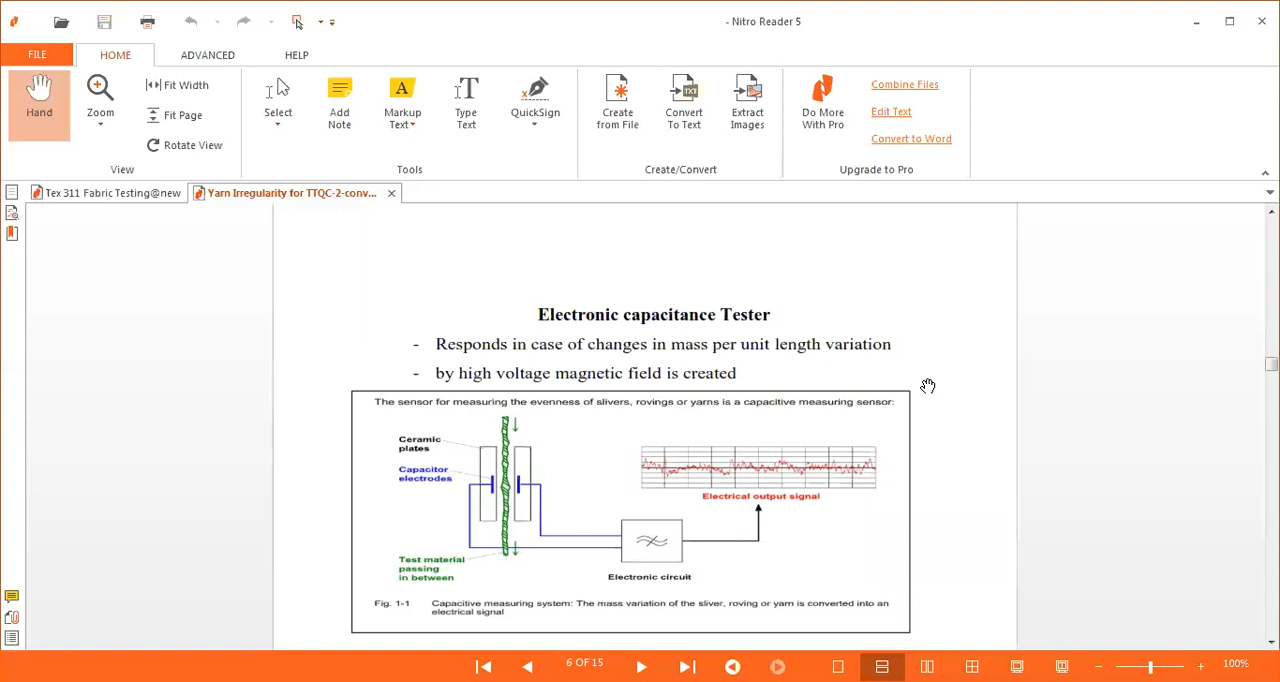 - Nitro Reader 5
FILE
HOME
ADVANCED
HELP
Hand
Zoom
Fit Width
Fit Page
Rotate View
View
Select
Add
Note
Markup
Text
Type
Text
QuickSign
Tools
Create
from File
Convert
To Text
Extract
Images
Create/Convert
Do More
With Pro
Combine Files
Edit Text
Convert to Word
Upgrade to Pro
Tex 311 Fabric Testing@new
Yarn Irregularity for TTQC-2-conv...
Electronic capacitance Tester
- Responds in case of changes in mass per unit length variation
- by high voltage magnetic field is created
The sensor for measuring the evenness of slivers, rovings or yarns is a capacitive measuring sensor:
Ceramic
plates
Capacitor
electrodes
Electrical output signal
Test material
passing
in between
Electronic circuit
Fig. 1-1 Capacitive measuring system: The mass variation of the sliver, roving or yarn is converted into an
electrical signal
6 OF 15
100%